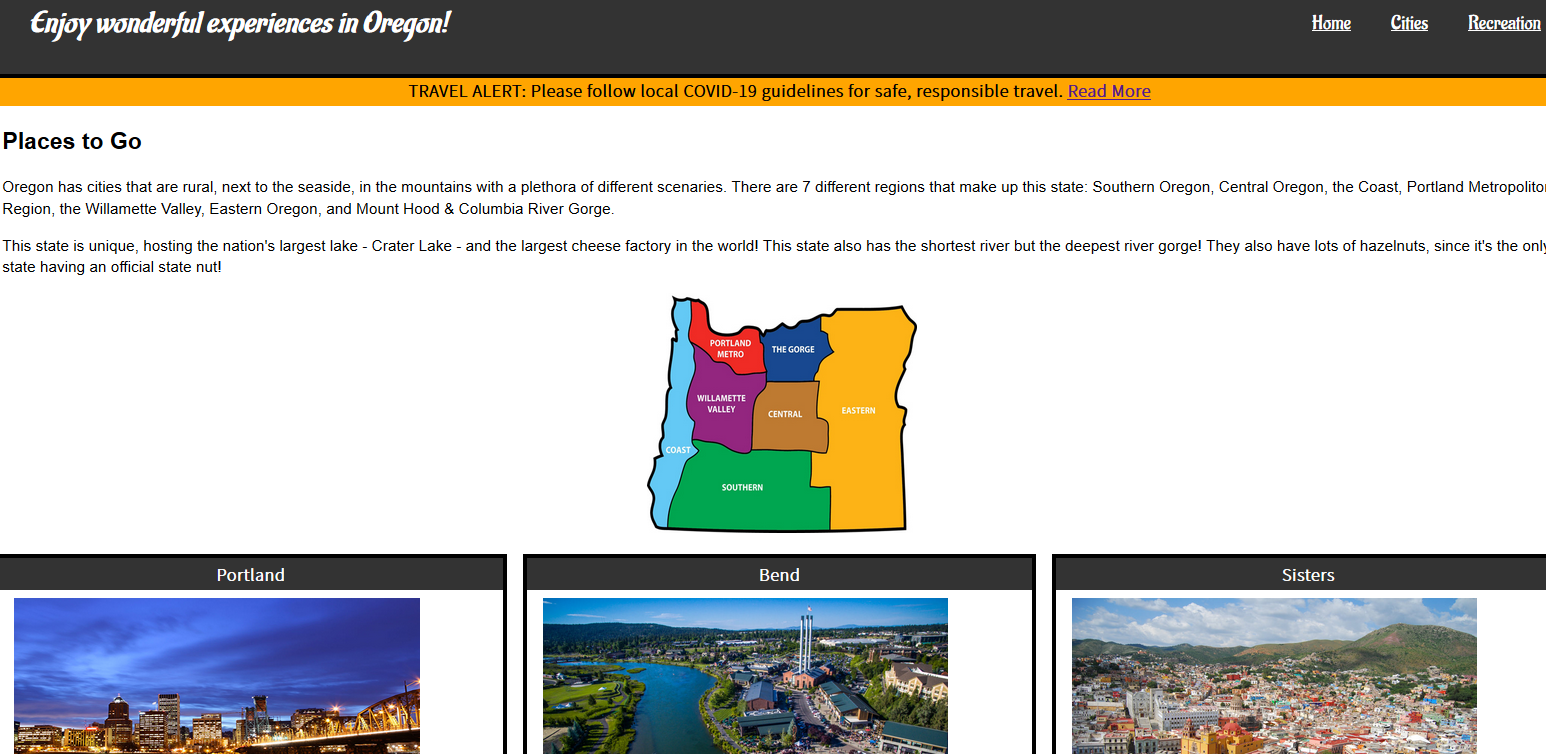 Enjoy wonderful experiences in Oregon!
Home Cities Recreation
TRAVEL ALERT: Please follow local COVID-19 guidelines for safe, responsible travel. Read More
Places to Go
Oregon has cities that are rural, next to the seaside, in the mountains with a plethora of different scenaries. There are 7 different regions that make up this state: Southern Oregon, Central Oregon, the Coast, Portland
Region, the Willamette Valley, Eastern Oregon, and Mount Hood & Columbia River Gorge.
This state is unique, hosting the nation's largest lake - Crater Lake - and the largest cheese factory in the world! This state also has the shortest river but the deepest river gorge! They also have lots of hazelnuts, since it's the
state having an official state nut!
PORTLAND
METRO
THE GORGE
WILLAMETTE
VALLEY
CENTRAL
EASTERN
COAST
SOUTHERN
Portland
Bend
Sisters